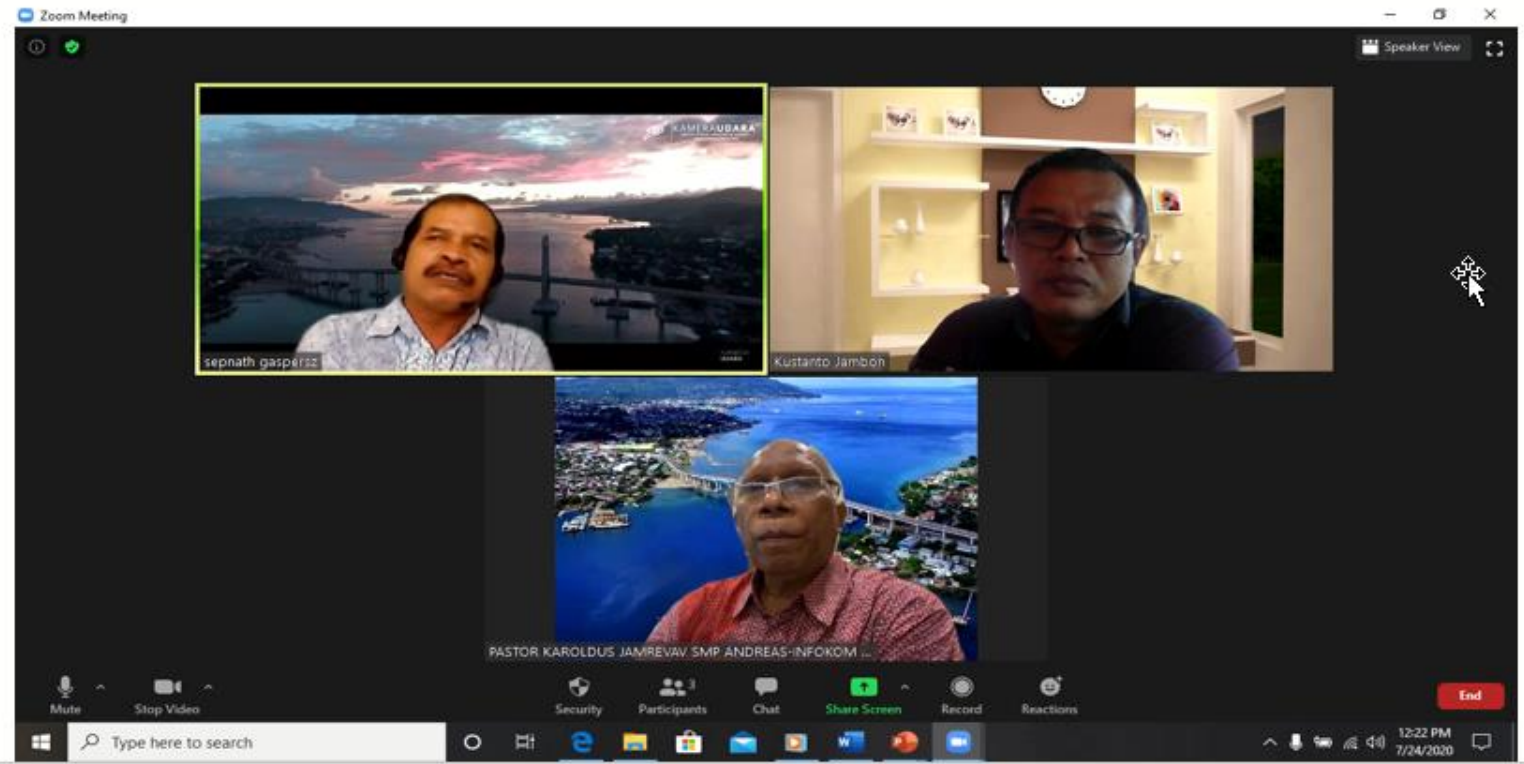 Zoom Meeting
Speaker View
KAMERAUDARA
sepnath gaspersz
Kustanto Jambon
PASTOR KAROLDUS JAMREVAV SMP ANDREAS-INFOKOM ...
Mute
Stop Video
Security
3
Participants
Chat
Share Screen
Record
Reactions
End
Type here to search
12:22 PM
7/24/2020